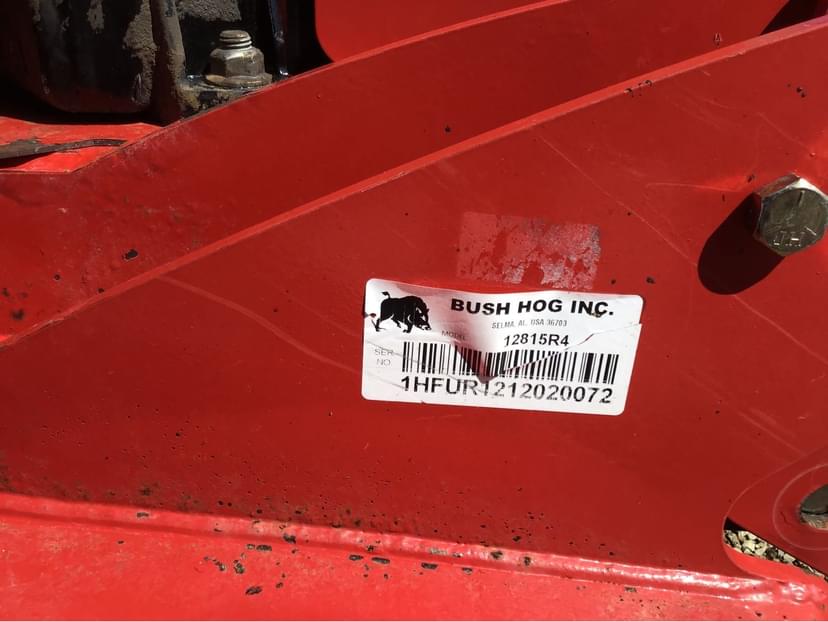 BUSH HOG INC.
SELMA, AL, USA 36703
MODEL 12815R4
SER
NO
1HFUR1212020072